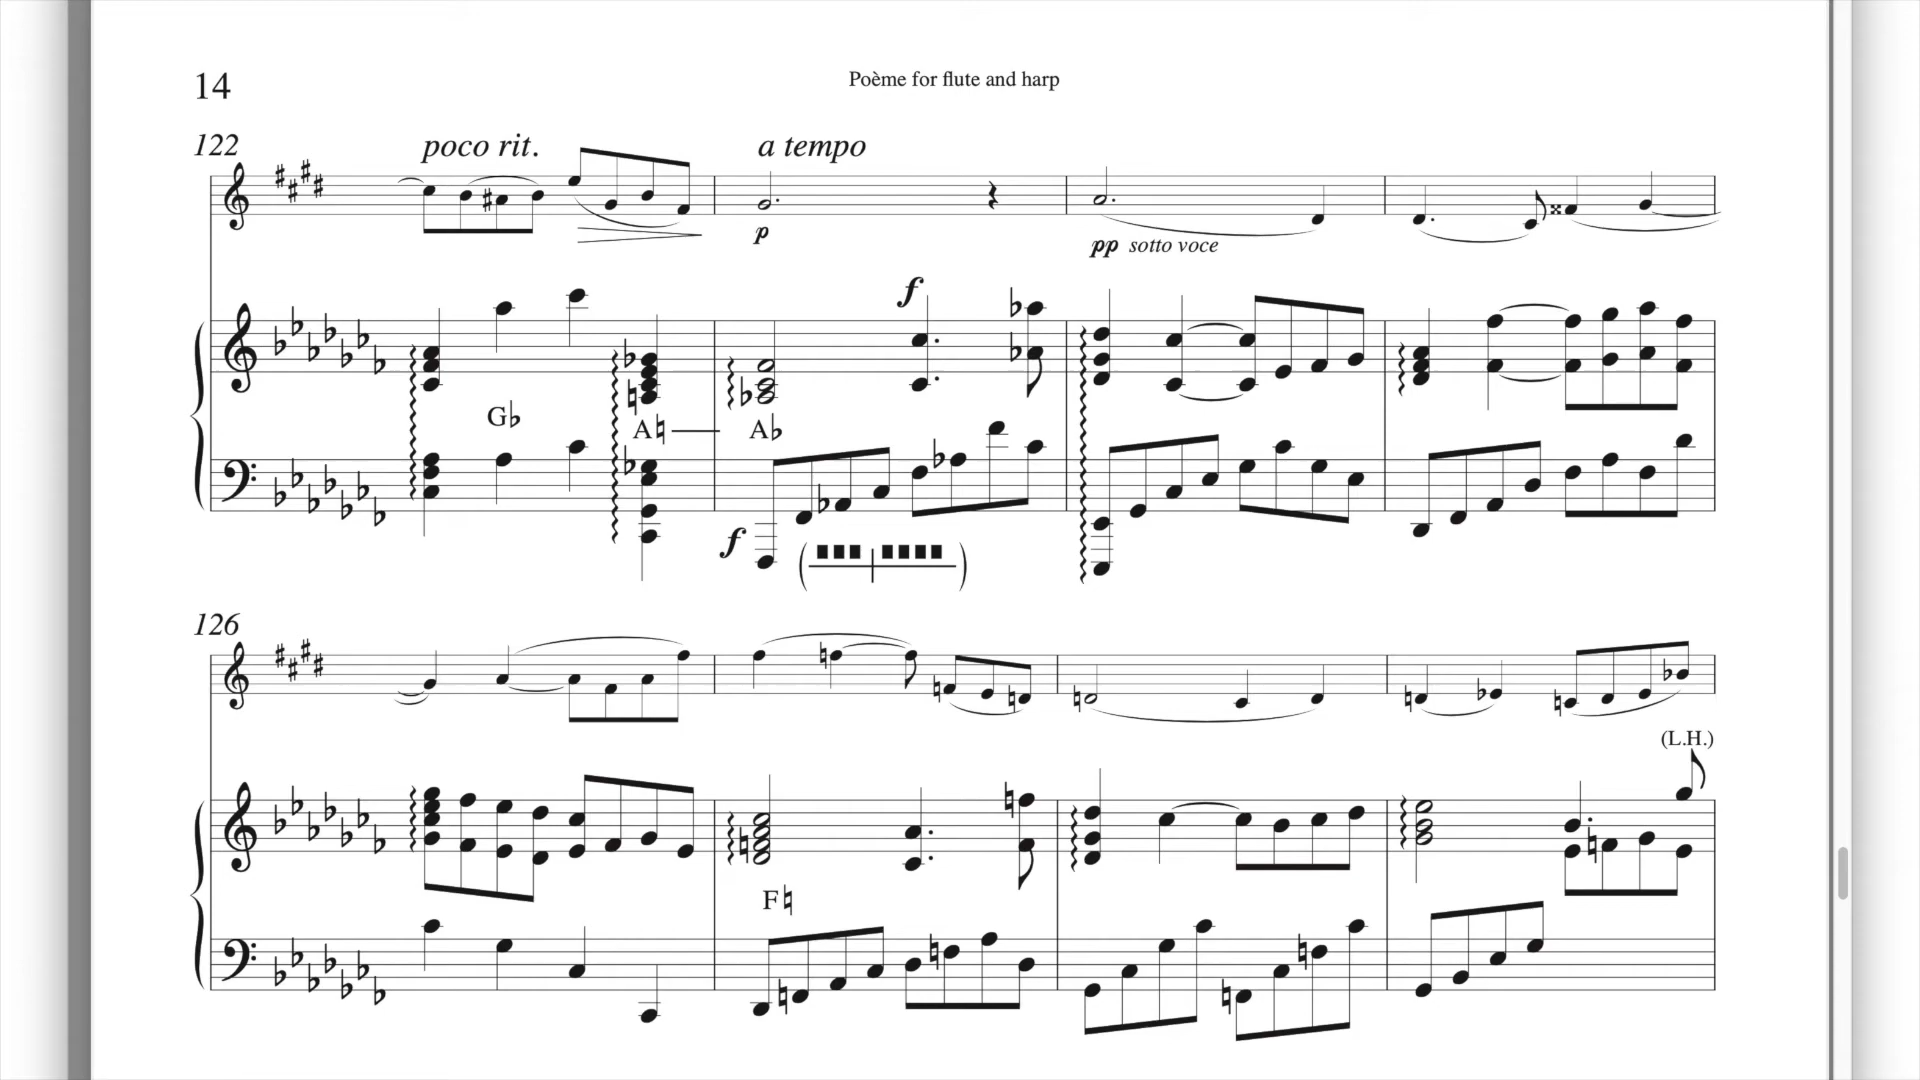 14
Poème for flute and harp
122
poco rit.
a tempo
p
pp sotto voce
f
G♭
A♮
A♭
f
126
(L.H.)
F♮